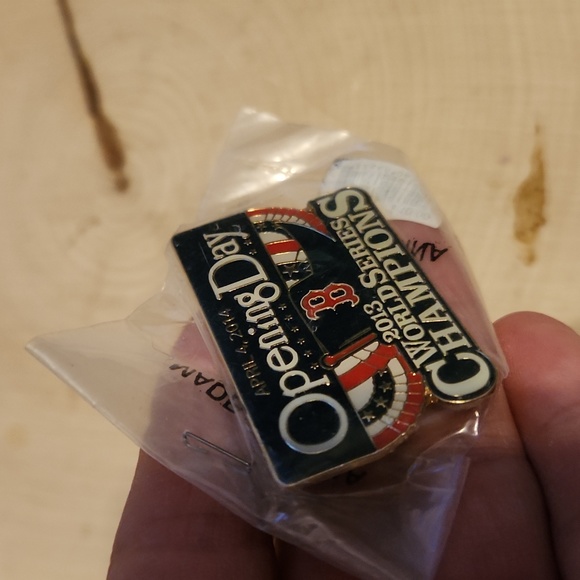 2013
WORLD SERIES
CHAMPIONS
B
Opening Day
APRIL 4, 2014